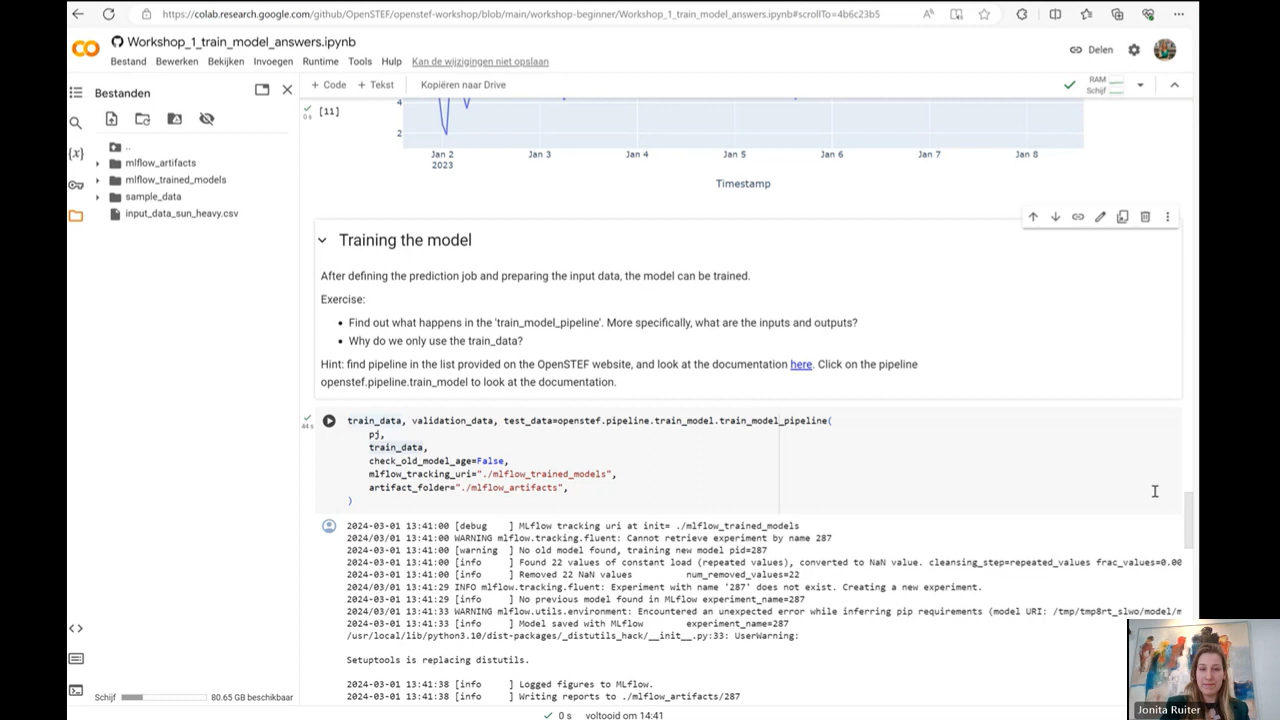 https://colab.research.google.com/github/OpenSTEF/openstef-workshop/blob/main/workshop-beginner/Workshop_1_train_model_answers.ipynb#scrollTo=4b6c23b5
Workshop_1_train_model_answers.ipynb
Delen
Bestand Bewerken Bekijken Invoegen Runtime Tools Help Kan de wijzigingen niet opslaan
Bestanden
+ Code + Tekst Kopiëren naar Drive
RAM
Schijf
[11]
0 s
4
2
Jan 2
2023
Jan 3 Jan 4 Jan 5 Jan 6 Jan 7 Jan 8
Timestamp
..
mlflow_artifacts
mlflow_trained_models
sample_data
input_data_sun_heavy.csv
Training the model
After defining the prediction job and preparing the input data, the model can be trained.
Exercise:
• Find out what happens in the 'train_model_pipeline'. More specifically, what are the inputs and outputs?
• Why do we only use the train_data?
Hint: find pipeline in the list provided on the OpenSTEF website, and look at the documentation here. Click on the pipeline
openstef.pipeline.train_model to look at the documentation.
44s
train_data, validation_data, test_data=openstef.pipeline.train_model.train_model_pipeline(
pj,
train_data,
check_old_model_age=False,
mlflow_tracking_uri="./mlflow_trained_models",
artifact_folder="./mlflow_artifacts",
)
2024-03-01 13:41:00 [debug ] MLflow tracking uri at init= ./mlflow_trained_models
2024/03/01 13:41:00 WARNING mlflow.tracking.fluent: Cannot retrieve experiment by name 287
2024-03-01 13:41:00 [warning ] No old model found, training new model pid=287
2024-03-01 13:41:00 [info ] Found 22 values of constant load (repeated values), converted to NaN value. cleansing_step=repeated_values frac_values=0.00
2024-03-01 13:41:00 [info ] Removed 22 NaN values num_removed_values=22
2024/03/01 13:41:29 INFO mlflow.tracking.fluent: Experiment with name '287' does not exist. Creating a new experiment.
2024-03-01 13:41:29 [info ] No previous model found in MLflow experiment_name=287
2024/03/01 13:41:33 WARNING mlflow.utils.environment: Encountered an unexpected error while inferring pip requirements (model URI: /tmp/tmp8rt_slwo/model/m
2024-03-01 13:41:33 [info ] Model saved with MLflow experiment_name=287
/usr/local/lib/python3.10/dist-packages/_distutils_hack/__init__.py:33: UserWarning:
Setuptools is replacing distutils.
2024-03-01 13:41:38 [info ] Logged figures to MLflow.
2024-03-01 13:41:38 [info ] Writing reports to ./mlflow_artifacts/287
Schijf 80.65 GB beschikbaar
0 s voltooid om 14:41
Jonita Ruiter